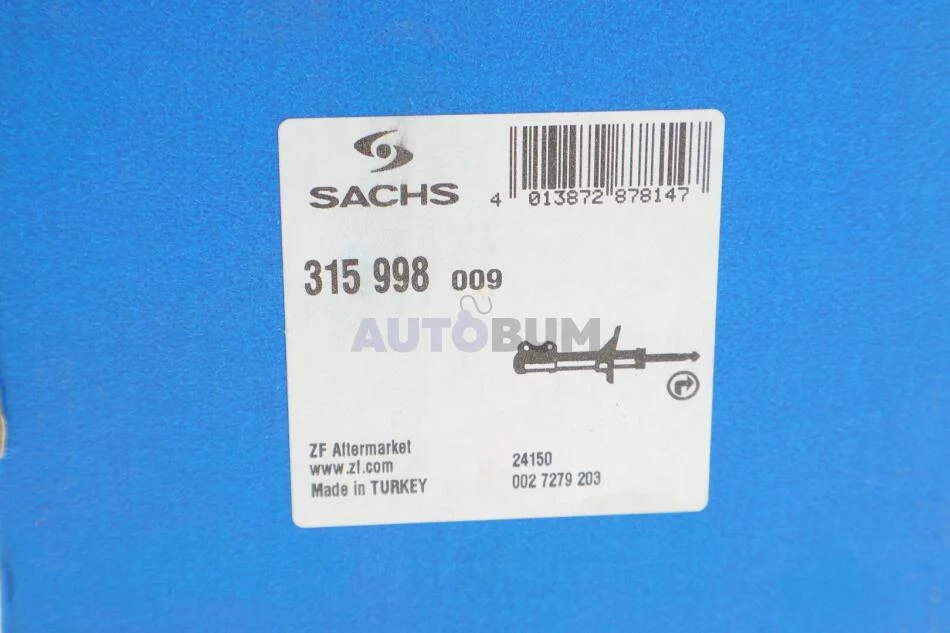 SACHS
4 013872 878147
315 998 009
AUTOBUM
ZF Aftermarket
www.zf.com
Made in TURKEY
24150
002 7279 203